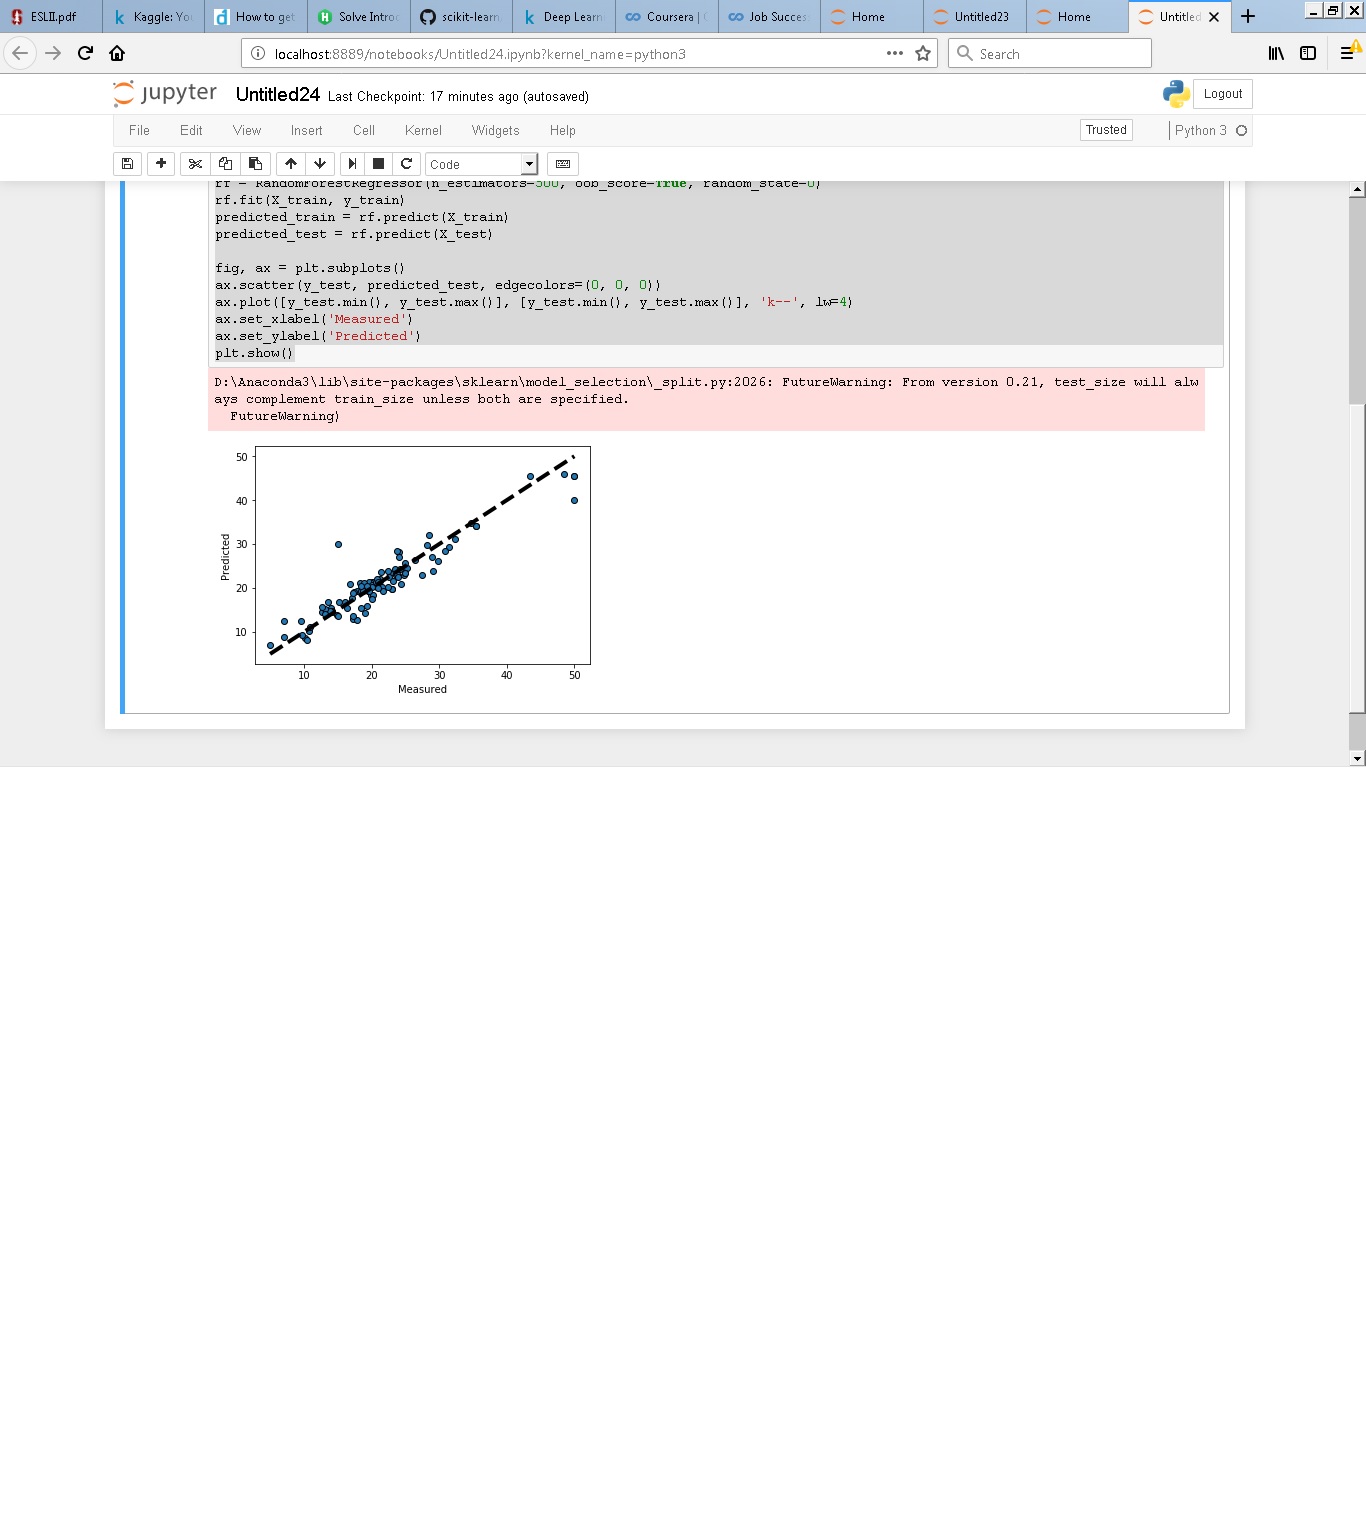 ESLII.pdf
Kaggle: Yo
How to get
Solve Intro
scikit-learn
Deep Learn
Coursera |
Job Succes
Home
Untitled23
Home
Untitled
localhost:8889/notebooks/Untitled24.ipynb?kernel_name=python3
Search
jupyter Untitled24 Last Checkpoint: 17 minutes ago (autosaved)
Logout
File Edit View Insert Cell Kernel Widgets Help
Trusted
Python 3
Code
rf = RandomForestRegressor(n_estimators=500, oob_score=True, random_state=0)
rf.fit(X_train, y_train)
predicted_train = rf.predict(X_train)
predicted_test = rf.predict(X_test)
fig, ax = plt.subplots()
ax.scatter(y_test, predicted_test, edgecolors=(0, 0, 0))
ax.plot([y_test.min(), y_test.max()], [y_test.min(), y_test.max()], 'k--', lw=4)
ax.set_xlabel('Measured')
ax.set_ylabel('Predicted')
plt.show()
D:\Anaconda3\lib\site-packages\sklearn\model_selection\_split.py:2026: FutureWarning: From version 0.21, test_size will alw
ays complement train_size unless both are specified.
FutureWarning)
50
40
30
20
10
Predicted
10 20 30 40 50
Measured